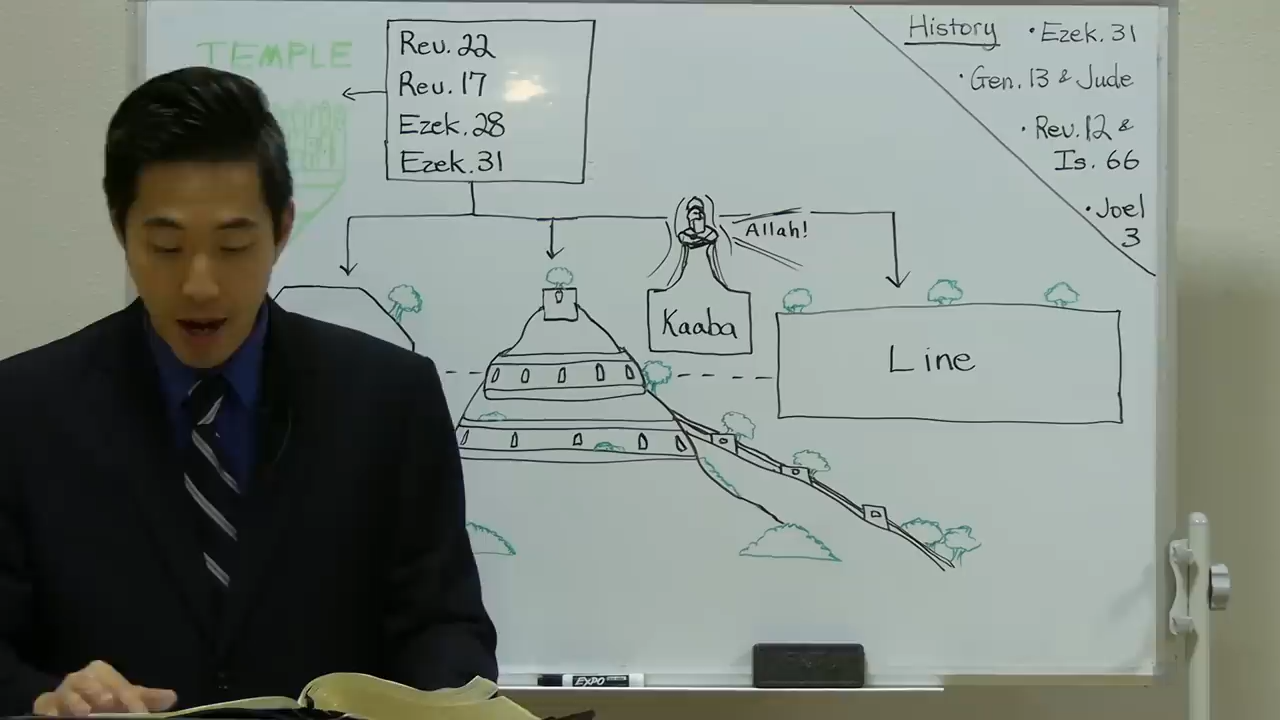 TEMPLE
Rev. 22
Rev. 17
Ezek. 28
Ezek. 31
History
• Ezek. 31
• Gen. 13 & Jude
• Rev. 12 &
Is. 66
• Joel
3
Allah!
Kaaba
Line
EXPO